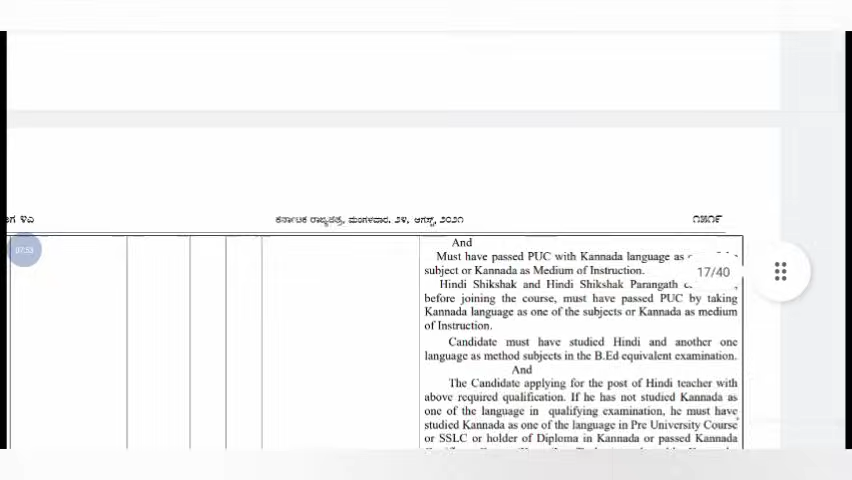 ಕರ್ನಾಟಕ ರಾಜ್ಯಪತ್ರ, ಮಂಗಳವಾರ, ೨೪, ಆಗಸ್ಟ್, ೨೦೨೧
೧೫೧೯
07:53
And
Must have passed PUC with Kannada language as
subject or Kannada as Medium of Instruction.
17/40
Hindi Shikshak and Hindi Shikshak Parangath
before joining the course, must have passed PUC by taking
Kannada language as one of the subjects or Kannada as medium
of Instruction.
Candidate must have studied Hindi and another one
language as method subjects in the B.Ed equivalent examination.
And
The Candidate applying for the post of Hindi teacher with
above required qualification. If he has not studied Kannada as
one of the language in qualifying examination, he must have
studied Kannada as one of the language in Pre University Course
or SSLC or holder of Diploma in Kannada or passed Kannada